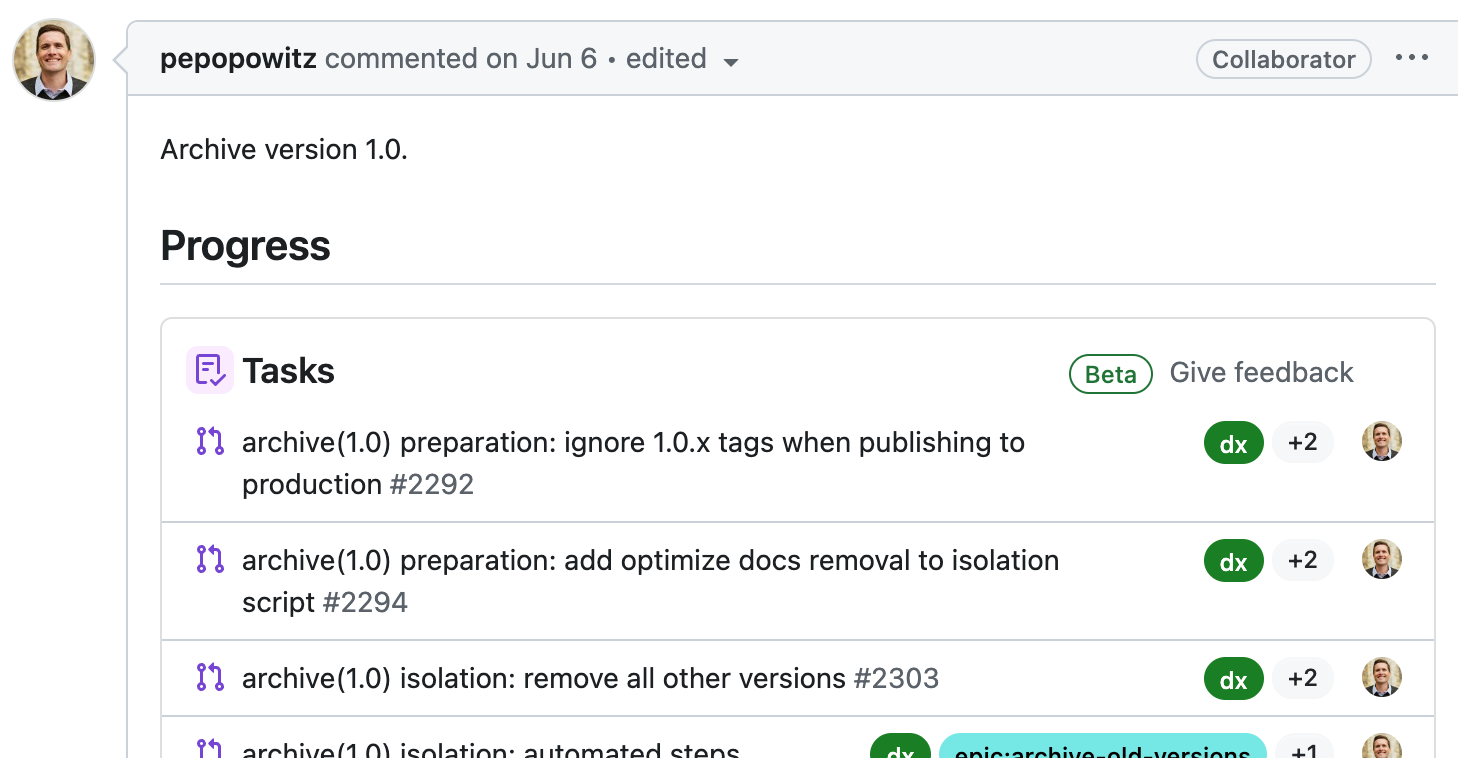 pepopowitz commented on Jun 6 • edited
Collaborator
Archive version 1.0.
Progress
Tasks
Beta
Give feedback
archive(1.0) preparation: ignore 1.0.x tags when publishing to
production #2292
dx
+2
archive(1.0) preparation: add optimize docs removal to isolation
script #2294
dx
+2
archive(1.0) isolation: remove all other versions #2303
dx
+2
archive(1.0) isolation: automated steps
dx
epic:archive-old-versions
+1